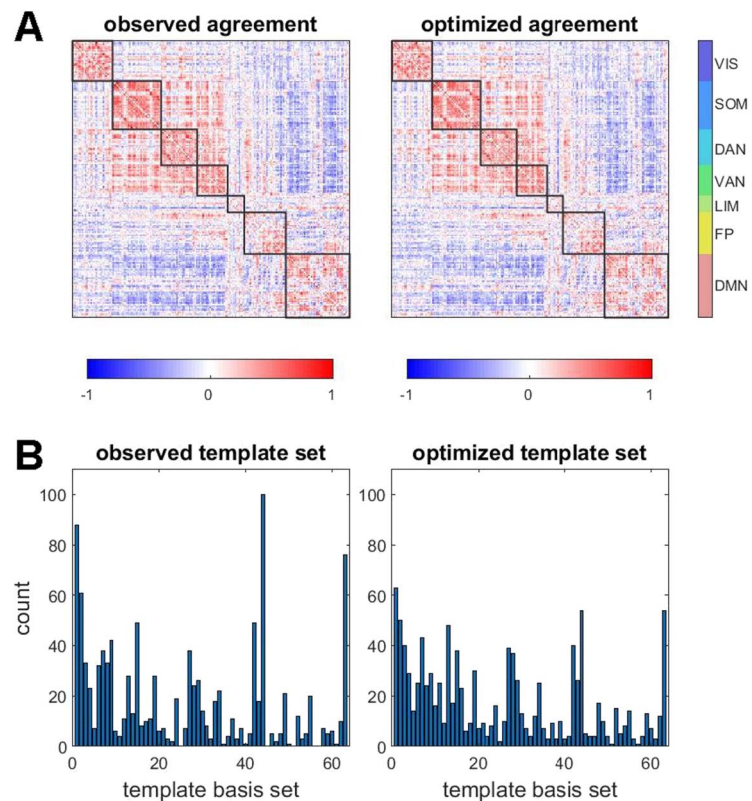 A
observed agreement
optimized agreement
VIS
SOM
DAN
VAN
LIM
FP
DMN
-1 0 1
-1 0 1
B
observed template set
optimized template set
100
80
60
40
20
0
count
0 20 40 60
template basis set
100
80
60
40
20
0
0 20 40 60
template basis set